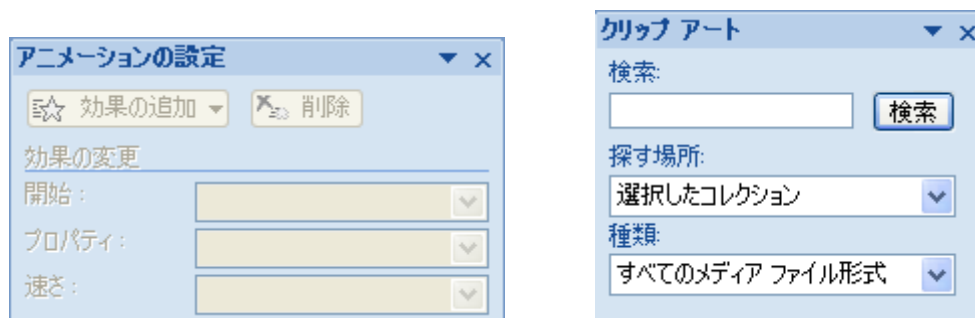 アニメーションの設定
効果の追加
削除
効果の変更
開始:
プロパティ:
速さ:
クリップ アート
検索:
検索
探す場所:
選択したコレクション
種類:
すべてのメディア ファイル形式